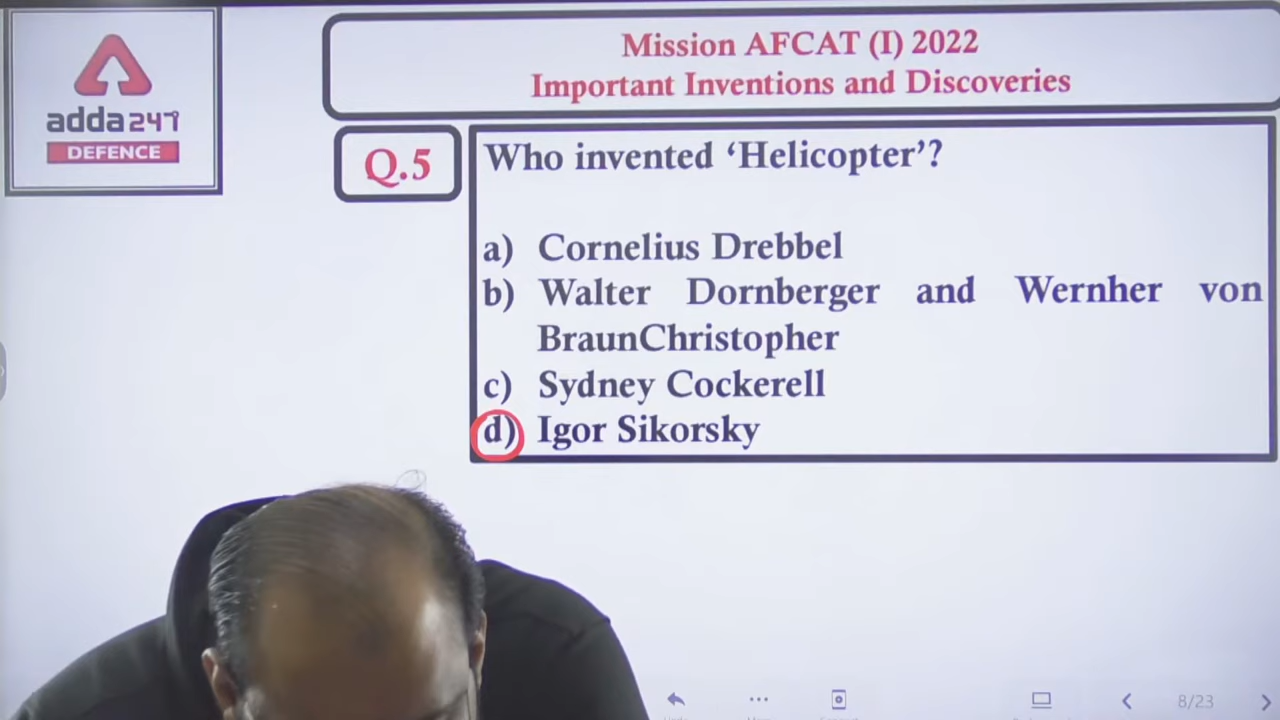 adda247
DEFENCE
Mission AFCAT (I) 2022
Important Inventions and Discoveries
Q.5
Who invented ‘Helicopter’?
a) Cornelius Drebbel
b) Walter Dornberger and Wernher von
BraunChristopher
c) Sydney Cockerell
d) Igor Sikorsky
8/23